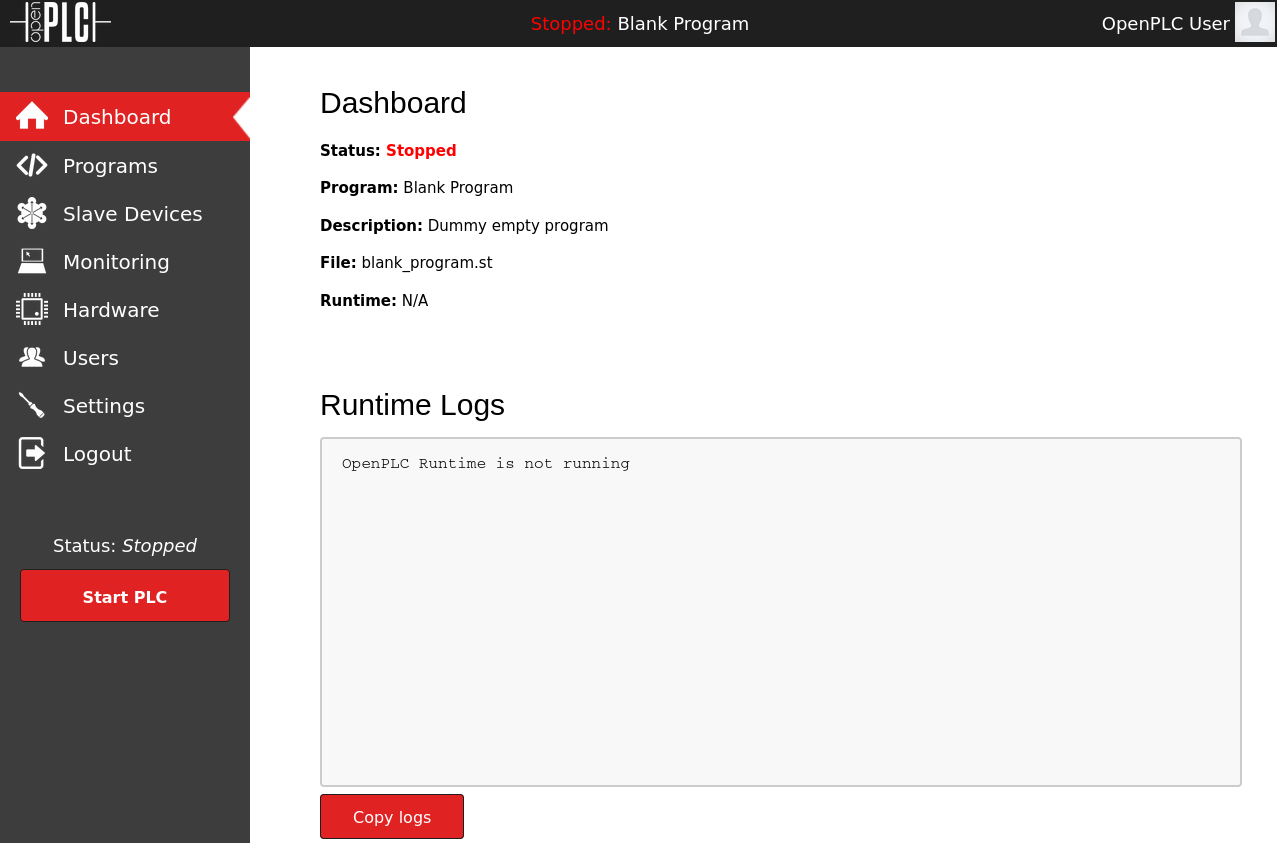 open PLC
Stopped: Blank Program
OpenPLC User
Dashboard
Programs
Slave Devices
Monitoring
Hardware
Users
Settings
Logout
Status: Stopped
Start PLC
Dashboard
Status: Stopped
Program: Blank Program
Description: Dummy empty program
File: blank_program.st
Runtime: N/A
Runtime Logs
OpenPLC Runtime is not running
Copy logs